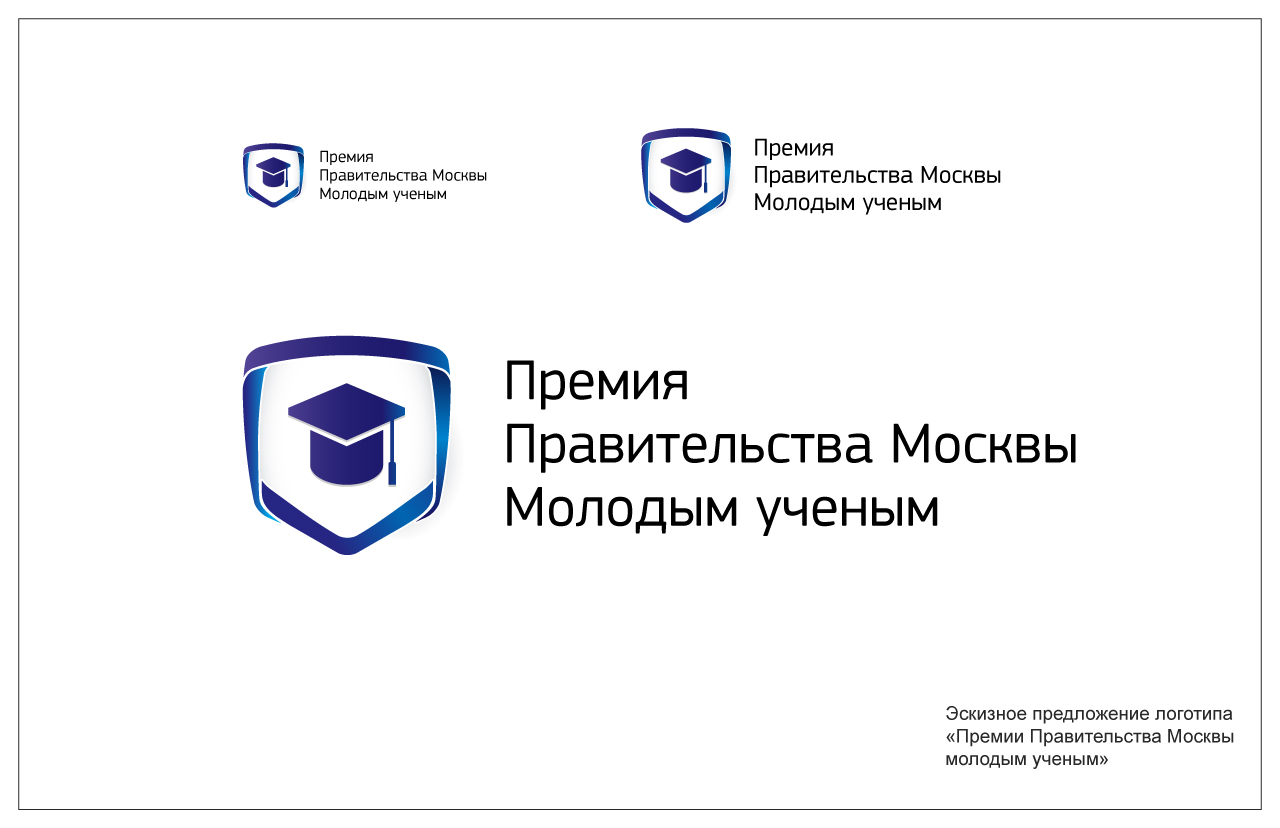 Премия
Правительства Москвы
Молодым ученым
Премия
Правительства Москвы
Молодым ученым
Премия
Правительства Москвы
Молодым ученым
Эскизное предложение логотипа
«Премии Правительства Москвы
молодым ученым»